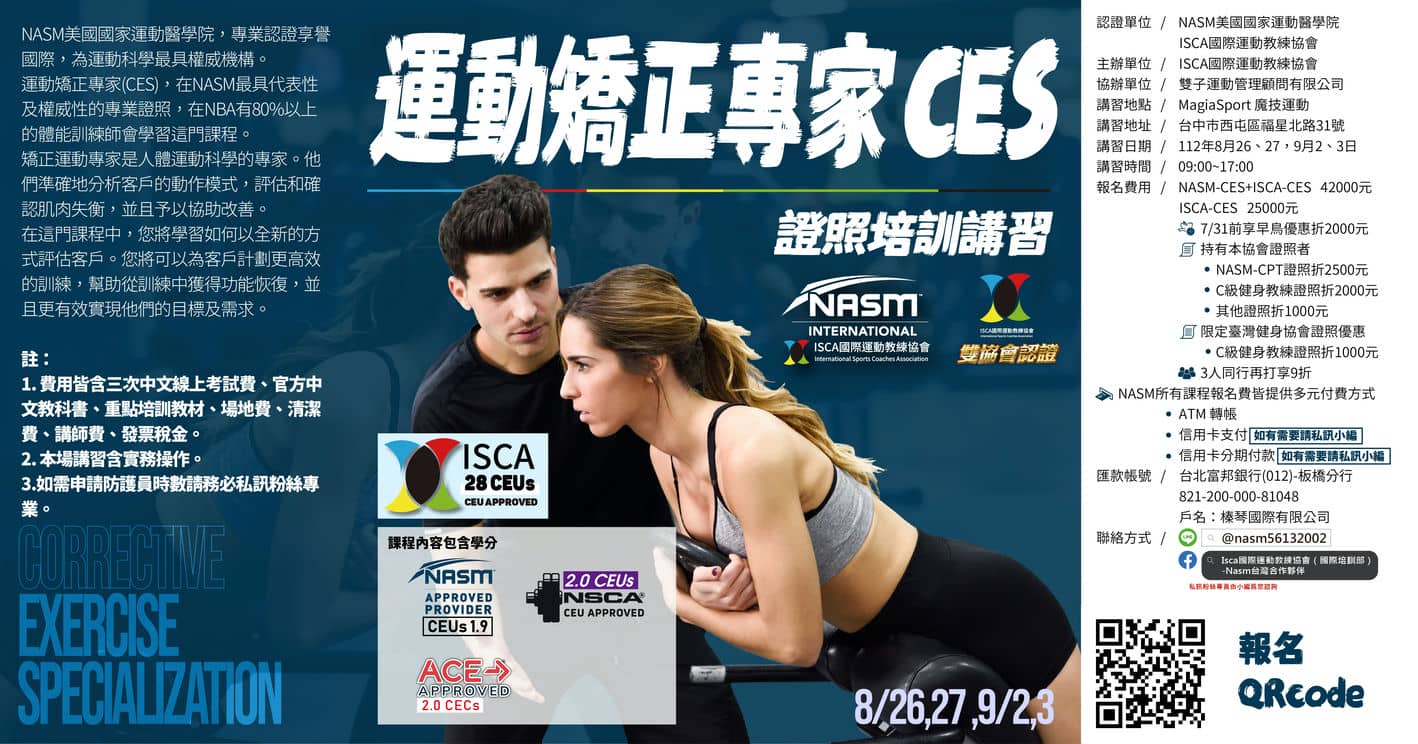 NASM美國國家運動醫學院，專業認證享譽
國際，為運動科學最具權威機構。
運動矯正專家(CES)，在NASM最具代表性
及權威性的專業證照，在NBA有80%以上
的體能訓練師會學習這門課程。
矯正運動專家是人體運動科學的專家。他
們準確地分析客戶的動作模式，評估和確
認肌肉失衡，並且予以協助改善。
在這門課程中，您將學習如何以全新的方
式評估客戶。您將可以為客戶計劃更高效
的訓練，幫助從訓練中獲得功能恢復，並
且更有效實現他們的目標及需求。
註：
1. 費用皆含三次中文線上考試費、官方中
文教科書、重點培訓教材、場地費、清潔
費、講師費、發票稅金。
2. 本場講習含實務操作。
3.如需申請防護員時數請務必私訊粉絲專
業。
CORRECTIVE
EXERCISE
SPECIALIZATION
運動矯正專家 CES
證照培訓講習
NASM™
INTERNATIONAL
ISCA國際運動教練協會
International Sports Coaches Association
ISCA國際運動教練協會
International Sports Coaches Association
雙協會認證
ISCA
28 CEUs
CEU APPROVED
課程內容包含學分
NASM
APPROVED
PROVIDER
CEUs 1.9
2.0 CEUs
NSCA®
CEU APPROVED
ACE
APPROVED
2.0 CECs
8/26,27 ,9/2,3
認證單位 / NASM美國國家運動醫學院
ISCA國際運動教練協會
主辦單位 / ISCA國際運動教練協會
協辦單位 / 雙子運動管理顧問有限公司
講習地點 / MagiaSport 魔技運動
講習地址 / 台中市西屯區福星北路31號
講習日期 / 112年8月26、27，9月2、3日
講習時間 / 09:00~17:00
報名費用 / NASM-CES+ISCA-CES 42000元
ISCA-CES 25000元
7/31前享早鳥優惠折2000元
持有本協會證照者
• NASM-CPT證照折2500元
• C級健身教練證照折2000元
• 其他證照折1000元
限定臺灣健身協會證照優惠
• C級健身教練證照折1000元
3人同行再打享9折
NASM所有課程報名費皆提供多元付費方式
• ATM 轉帳
• 信用卡支付 如有需要請私訊小編
• 信用卡分期付款 如有需要請私訊小編
匯款帳號 / 台北富邦銀行(012)-板橋分行
821-200-000-81048
戶名：榛琴國際有限公司
聯絡方式 / LINE @nasm56132002
Isca國際運動教練協會（國際培訓部）
-Nasm台灣合作夥伴
私訊粉絲專頁由小編爲您諮詢
報名
QRcode